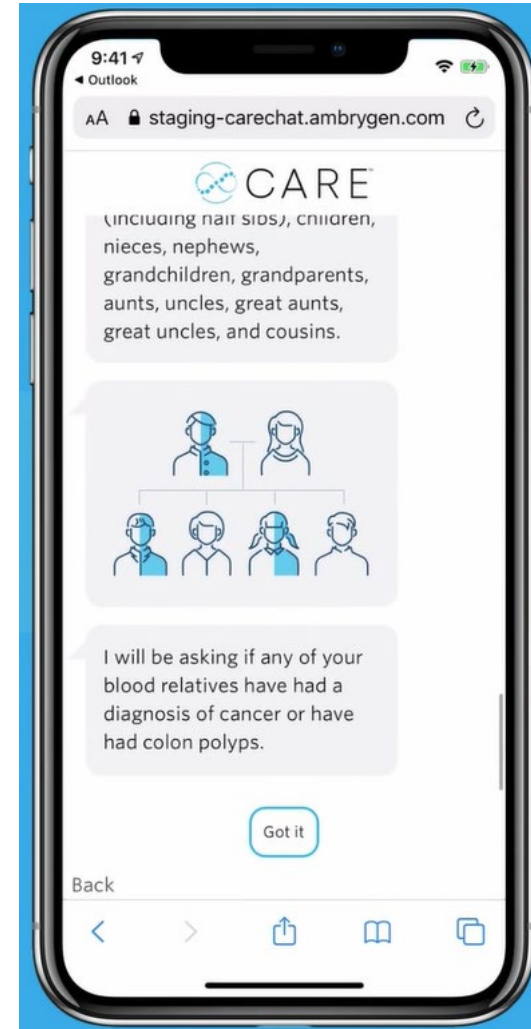 9:41
◀ Outlook
AA staging-carechat.ambrygen.com
CARE
(including half sibs), children,
nieces, nephews,
grandchildren, grandparents,
aunts, uncles, great aunts,
great uncles, and cousins.
I will be asking if any of your
blood relatives have had a
diagnosis of cancer or have
had colon polyps.
Got it
Back